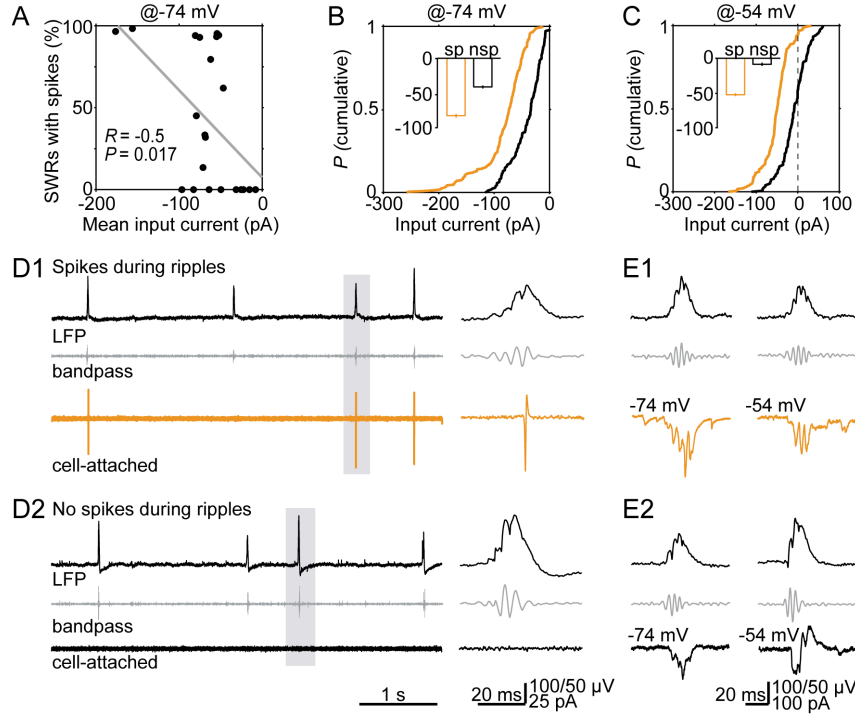 A
@-74 mV
SWRs with spikes (%)
100
50
0
R = -0.5
P = 0.017
-200
-100
0
Mean input current (pA)
B
@-74 mV
P (cumulative)
1
0.5
0
sp nsp
0
-50
-100
-300
-200
-100
0
Input current (pA)
C
@-54 mV
P (cumulative)
1
0.5
0
sp nsp
0
-50
-100
-300
-200
-100
0
100
Input current (pA)
D1 Spikes during ripples
LFP
bandpass
cell-attached
E1
-74 mV
-54 mV
D2 No spikes during ripples
LFP
bandpass
cell-attached
1 s
20 ms
100/50 µV
25 pA
E2
-74 mV
-54 mV
20 ms
100/50 µV
100 pA